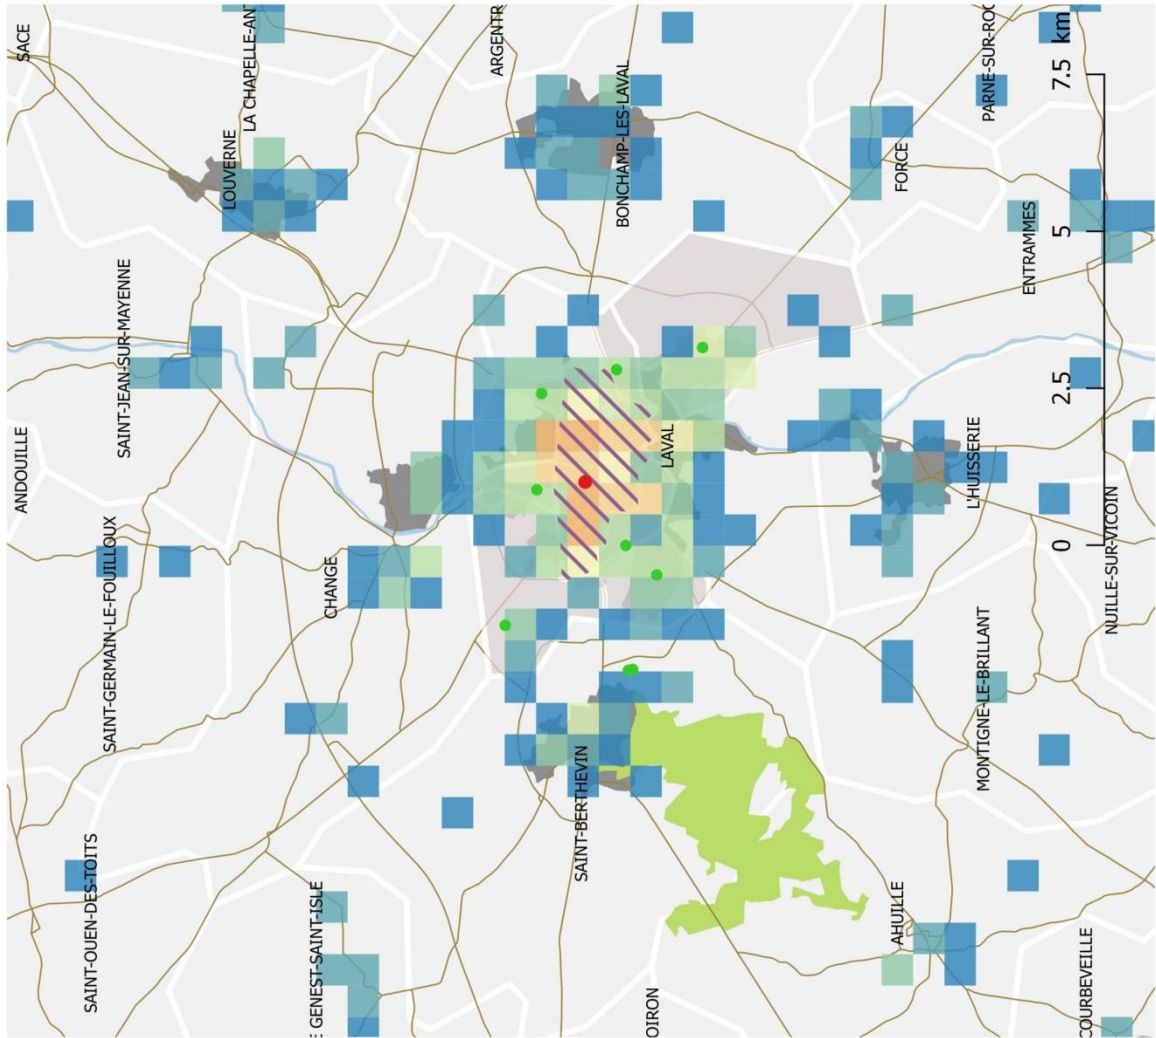 SACE
LA CHAPELLE-AN
ARGENTR
PARNE-SUR-ROC
km
7.5
LOUVERNE
BONCHAMP-LES-LAVAL
FORCE
5
ENTRAMMES
SAINT-JEAN-SUR-MAYENNE
2.5
ANDOUILLE
LAVAL
L'HUISSERIE
0
SAINT-GERMAIN-LE-FOUILLOUX
CHANGE
NUILLE-SUR-VICOIN
MONTIGNE-LE-BRILLANT
SAINT-BERTHEVIN
SAINT-OUEN-DES-TOITS
E GENEST-SAINT-ISLE
AHUILLE
OIRON
COURBEVEILLE